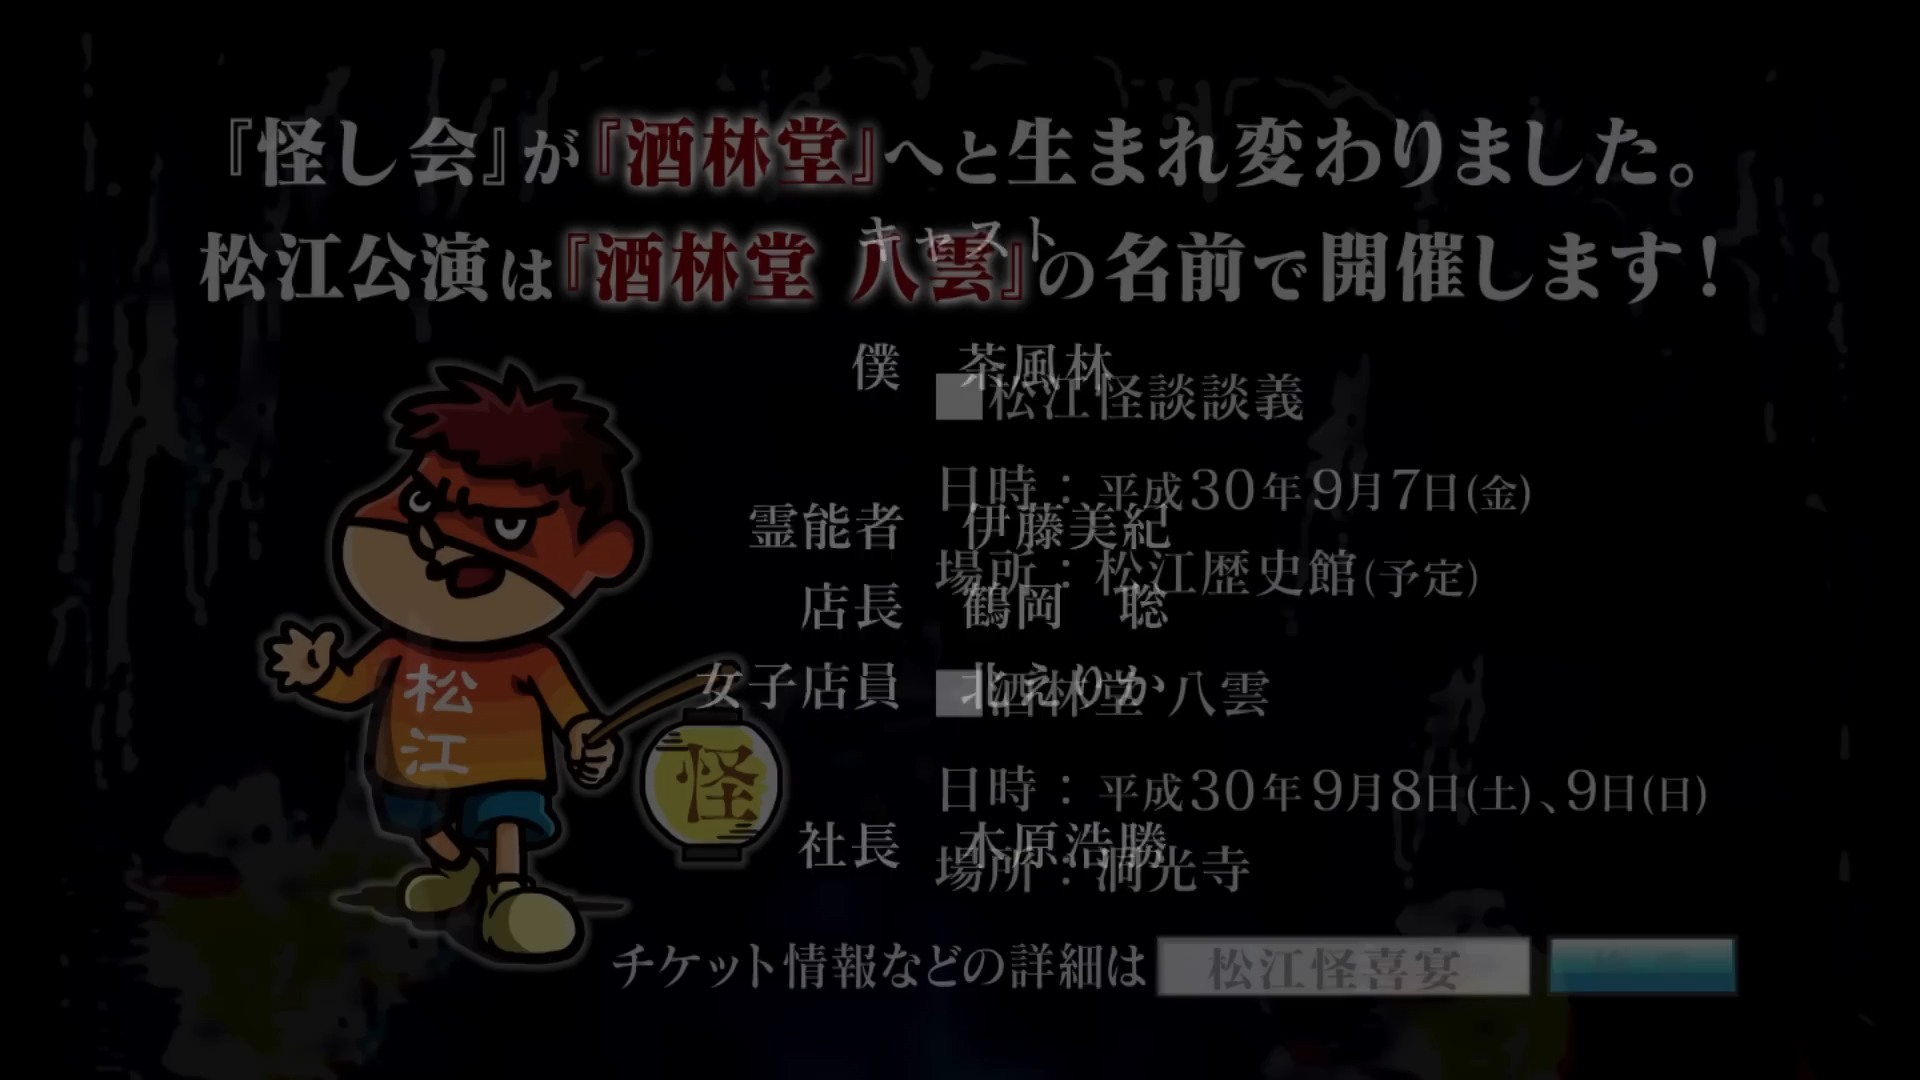 『怪し会』が『酒林堂』へと生まれ変わりました。
松江公演は『酒林堂 八雲』の名前で開催します!
キャスト
僕 茶風林
■松江怪談談義
日時:平成30年9月7日(金)
霊能者 伊藤美紀
場所:松江歴史館(予定)
店長 鶴岡 聡
女子店員 北えりか
■酒林堂 八雲
日時:平成30年9月8日(土)、9日(日)
社長 木原浩勝
場所:洞光寺
松
江
怪
チケット情報などの詳細は 松江怪喜宴